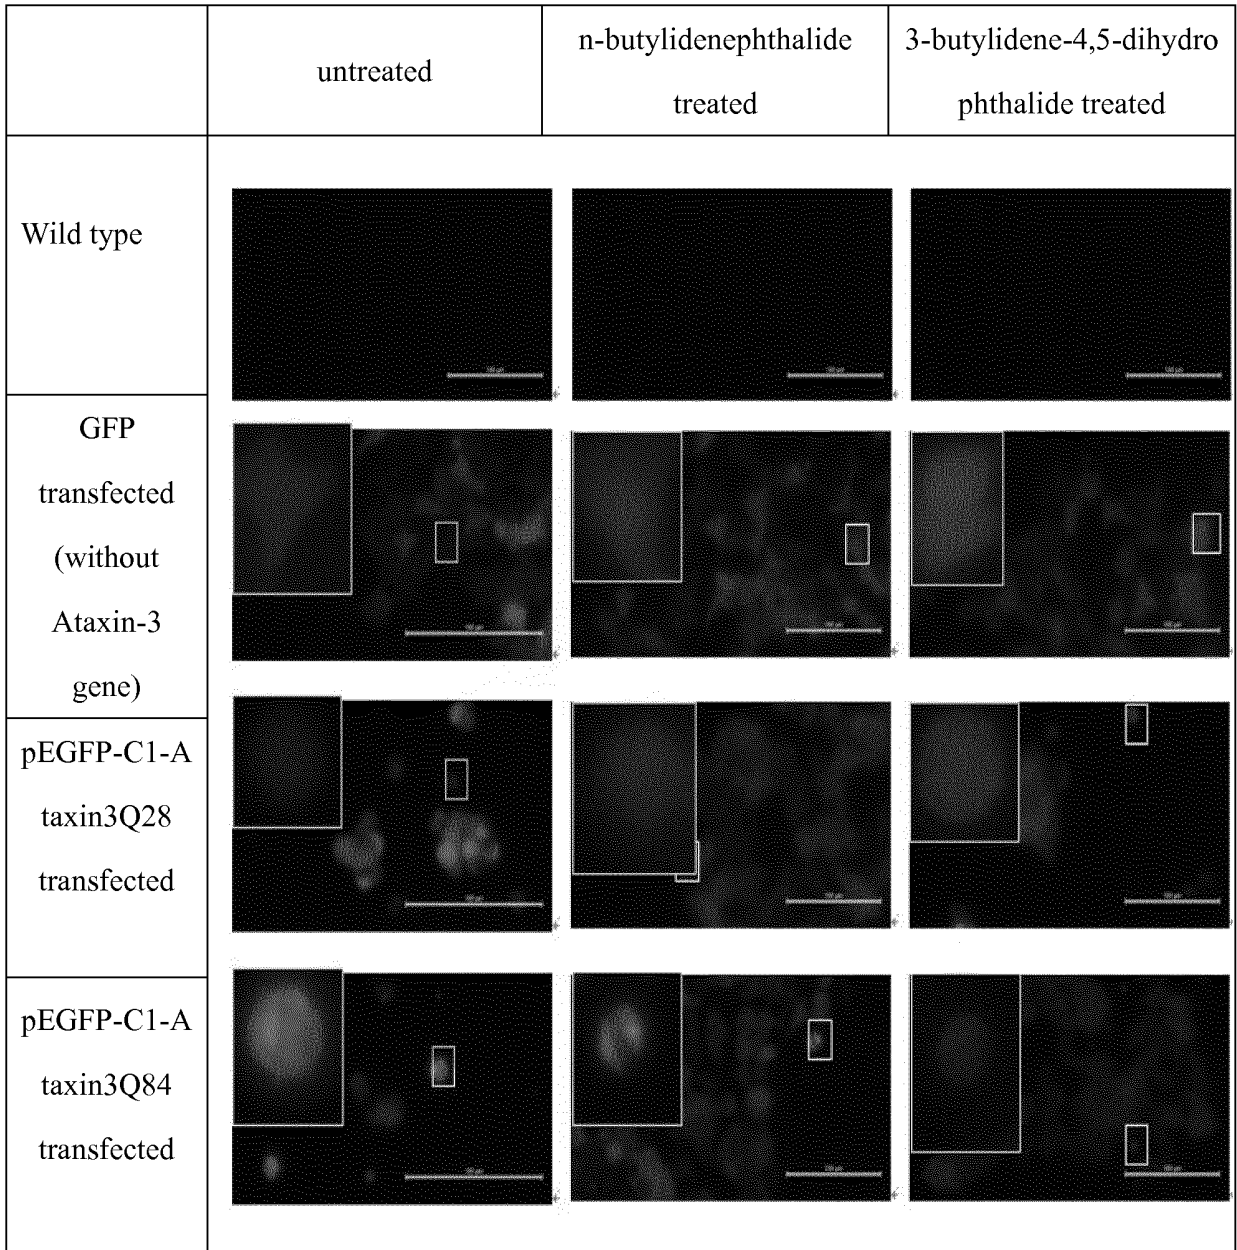 untreated
n-butylidenephthalide
treated
3-butylidene-4,5-dihydro
phthalide treated
Wild type
GFP
transfected
(without
Ataxin-3
gene)
pEGFP-C1-A
taxin3Q28
transfected
pEGFP-C1-A
taxin3Q84
transfected